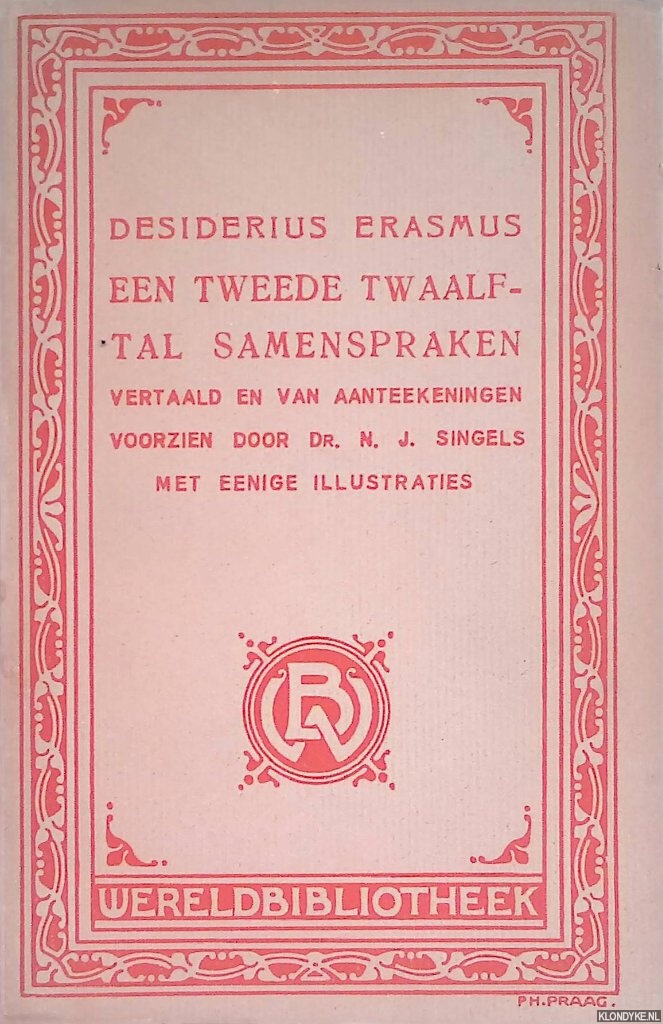 DESIDERIUS ERASMUS
EEN TWEEDE TWAALF-
TAL SAMENSPRAKEN
VERTAALD EN VAN AANTEEKENINGEN
VOORZIEN DOOR DR. N. J. SINGELS
MET EENIGE ILLUSTRATIES
WB
WERELDBIBLIOTHEEK
PH. PRAAG.
KLONDYKE.NL